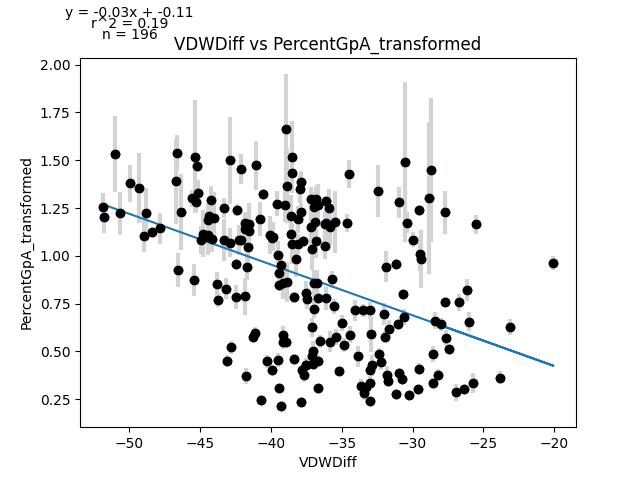 y = -0.03x + -0.11
r^2 = 0.19
n = 196
VDWDiff vs PercentGpA_transformed
2.00
1.75
1.50
1.25
1.00
0.75
0.50
0.25
PercentGpA_transformed
−50
−45
−40
−35
−30
−25
−20
VDWDiff